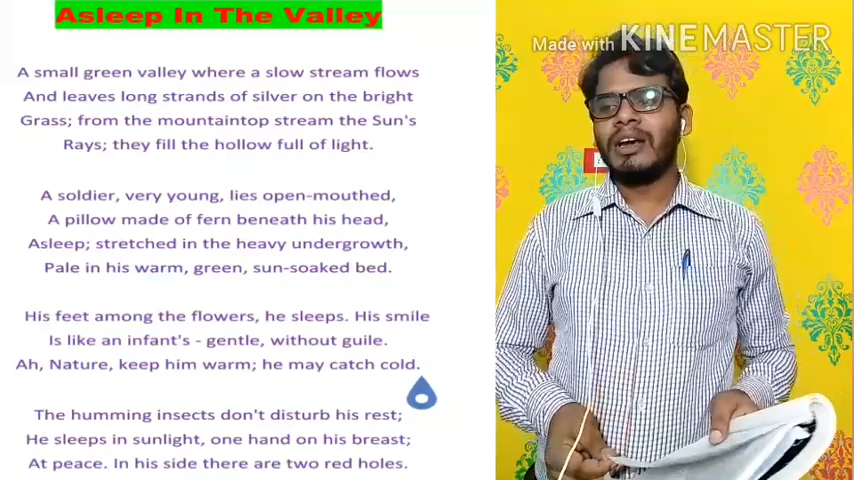 Asleep In The Valley
A small green valley where a slow stream flows
And leaves long strands of silver on the bright
Grass; from the mountaintop stream the Sun's
Rays; they fill the hollow full of light.
A soldier, very young, lies open-mouthed,
A pillow made of fern beneath his head,
Asleep; stretched in the heavy undergrowth,
Pale in his warm, green, sun-soaked bed.
His feet among the flowers, he sleeps. His smile
Is like an infant's - gentle, without guile.
Ah, Nature, keep him warm; he may catch cold.
The humming insects don't disturb his rest;
He sleeps in sunlight, one hand on his breast;
At peace. In his side there are two red holes.
Made with KINEMASTER